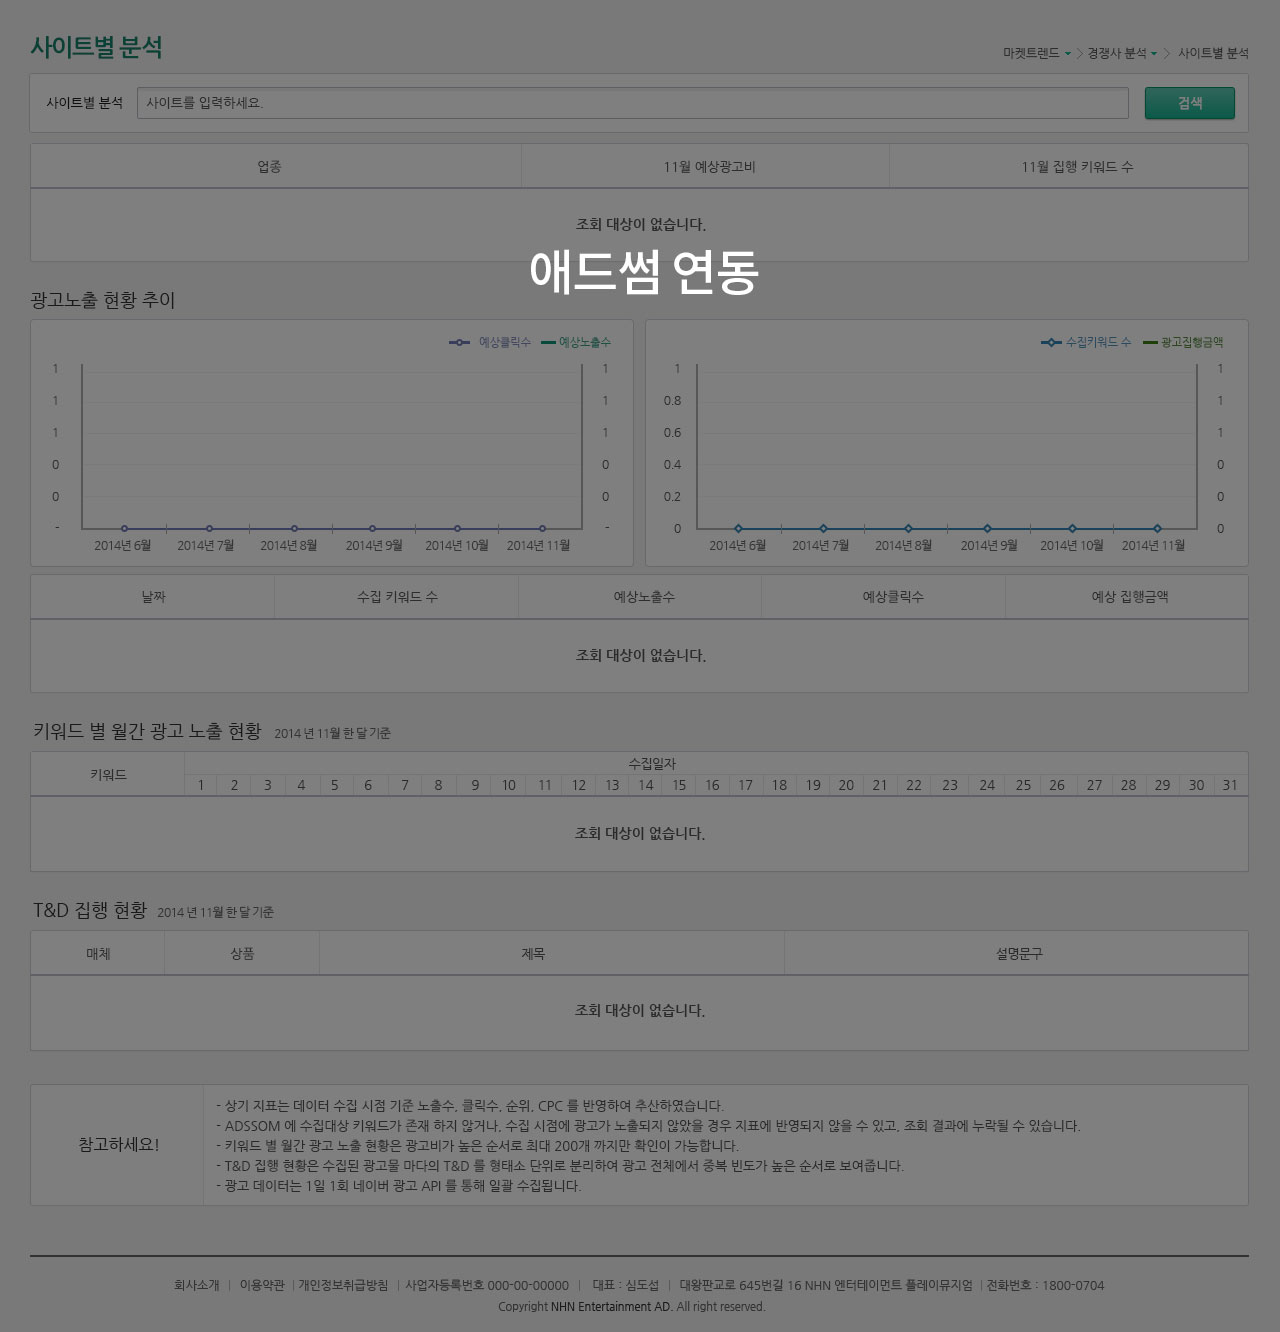 사이트별 분석
마켓트렌드 > 경쟁사 분석 > 사이트별 분석
사이트별 분석 사이트를 입력하세요. 검색
업종 11월 예상광고비 11월 집행 키워드 수
조회 대상이 없습니다.
애드썸 연동
광고노출 현황 추이
예상클릭수 예상노출수 수집키워드 수 광고집행금액
1 1 1 1
1 1 0.8 1
1 1 0.6 1
0 0 0.4 0
0 0 0.2 0
- - 0 0
2014년 6월 2014년 7월 2014년 8월 2014년 9월 2014년 10월 2014년 11월 2014년 6월 2014년 7월 2014년 8월 2014년 9월 2014년 10월 2014년 11월
날짜 수집 키워드 수 예상노출수 예상클릭수 예상 집행금액
조회 대상이 없습니다.
키워드 별 월간 광고 노출 현황 2014 년 11월 한 달 기준
키워드 수집일자
1 2 3 4 5 6 7 8 9 10 11 12 13 14 15 16 17 18 19 20 21 22 23 24 25 26 27 28 29 30 31
조회 대상이 없습니다.
T&D 집행 현황 2014 년 11월 한 달 기준
매체 상품 제목 설명문구
조회 대상이 없습니다.
참고하세요!
- 상기 지표는 데이터 수집 시점 기준 노출수, 클릭수, 순위, CPC 를 반영하여 추산하였습니다.
- ADSSOM 에 수집대상 키워드가 존재 하지 않거나, 수집 시점에 광고가 노출되지 않았을 경우 지표에 반영되지 않을 수 있고, 조회 결과에 누락될 수 있습니다.
- 키워드 별 월간 광고 노출 현황은 광고비가 높은 순서로 최대 200개 까지만 확인이 가능합니다.
- T&D 집행 현황은 수집된 광고물 마다의 T&D 를 형태소 단위로 분리하여 광고 전체에서 중복 빈도가 높은 순서로 보여줍니다.
- 광고 데이터는 1일 1회 네이버 광고 API 를 통해 일괄 수집됩니다.
회사소개 | 이용약관 | 개인정보취급방침 | 사업자등록번호 000-00-00000 | 대표 : 심도섭 | 대왕판교로 645번길 16 NHN 엔터테이먼트 플레이뮤지엄 | 전화번호 : 1800-0704
Copyright NHN Entertainment AD. All right reserved.